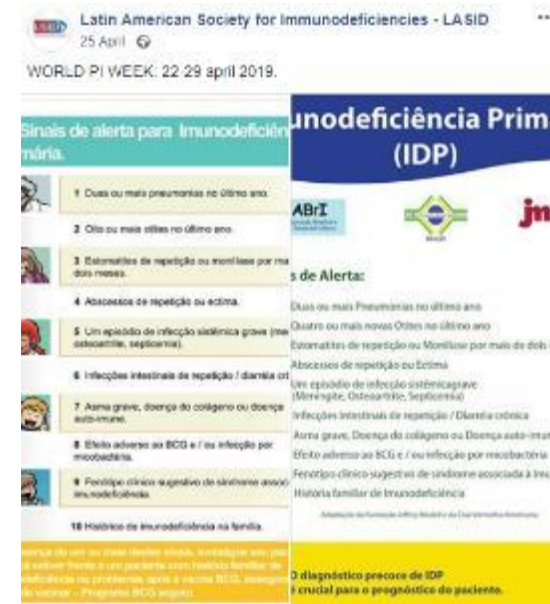 Latin American Society for Immunodeficiencies - LASID
25 April
WORLD PI WEEK: 22 29 april 2019.
Sinais de alerta para Imunodeficiên
mária.
1 Duas ou mais pneumonias no último ano.
2 Oito ou mais otites no último ano.
3 Estomatites de repetição ou monilíase por ma
dois meses.
4 Abscessos de repetição ou ectima.
5 Um episódio de infecção sistêmica grave (me
osteoartrite, septicemia).
6 Infecções intestinais de repetição / diarréia crô
7 Asma grave, doença do colágeno ou doença
auto-imune.
8 Efeito adverso ao BCG e / ou infecção por
micobactéria.
9 Fenótipo clínico sugestivo de síndrome assoc
imunodeficiência.
10 Histórico de imunodeficiência na família.
unodeficiência Prim
(IDP)
ABrI
jm
s de Alerta:
Duas ou mais Pneumonias no último ano
Quatro ou mais novas Otites no último ano
Estomatites de repetição ou Monilíase por mais de dois
Abscessos de repetição ou Ectima
Um episódio de infecção sistêmicagrave
(Meningite, Osteoartrite, Septicemia)
Infecções Intestinais de repetição / Diarréia crônica
Asma grave, Doença do colágeno ou Doença auto-imun
Efeito adverso ao BCG e / ou infecção por micobactéria
Fenótipo clínico sugestivo de síndrome associada à Imu
História familiar de Imunodeficiência
O diagnóstico precoce de IDP
é crucial para o prognóstico do paciente.